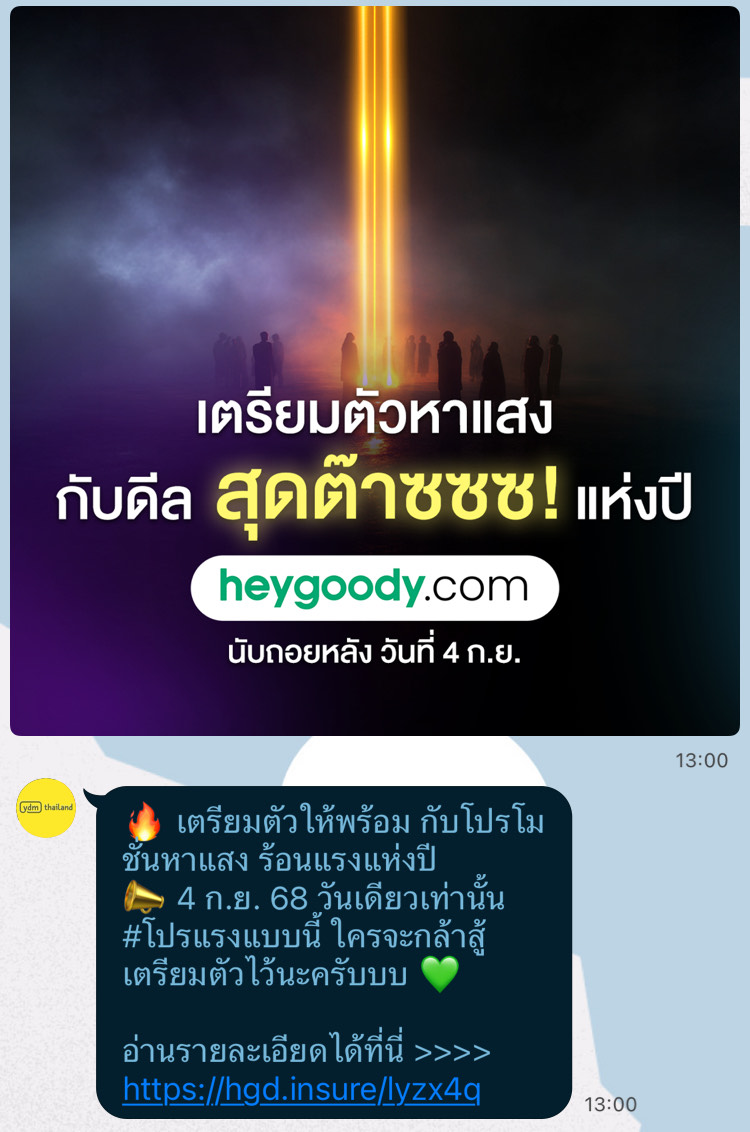 เตรียมตัวหาแสง
กับดีล สุดต๊าซซซ! แห่งปี
heygoody.com
นับถอยหลัง วันที่ 4 ก.ย.
13:00
ydm thailand
🔥 เตรียมตัวให้พร้อม กับโปรโม
ชั่นหาแสง ร้อนแรงแห่งปี
📣 4 ก.ย. 68 วันเดียวเท่านั้น
#โปรแรงแบบนี้ ใครจะกล้าสู้
เตรียมตัวไว้นะครับบบ 💚
อ่านรายละเอียดได้ที่นี่ >>>>
https://hgd.insure/lyzx4q
13:00